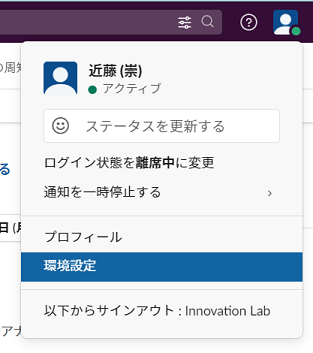 の周知
近藤 (崇)
アクティブ
ステータスを更新する
ログイン状態を離席中に変更
通知を一時停止する
日 (
プロフィール
環境設定
以下からサインアウト : Innovation Lab
アナ